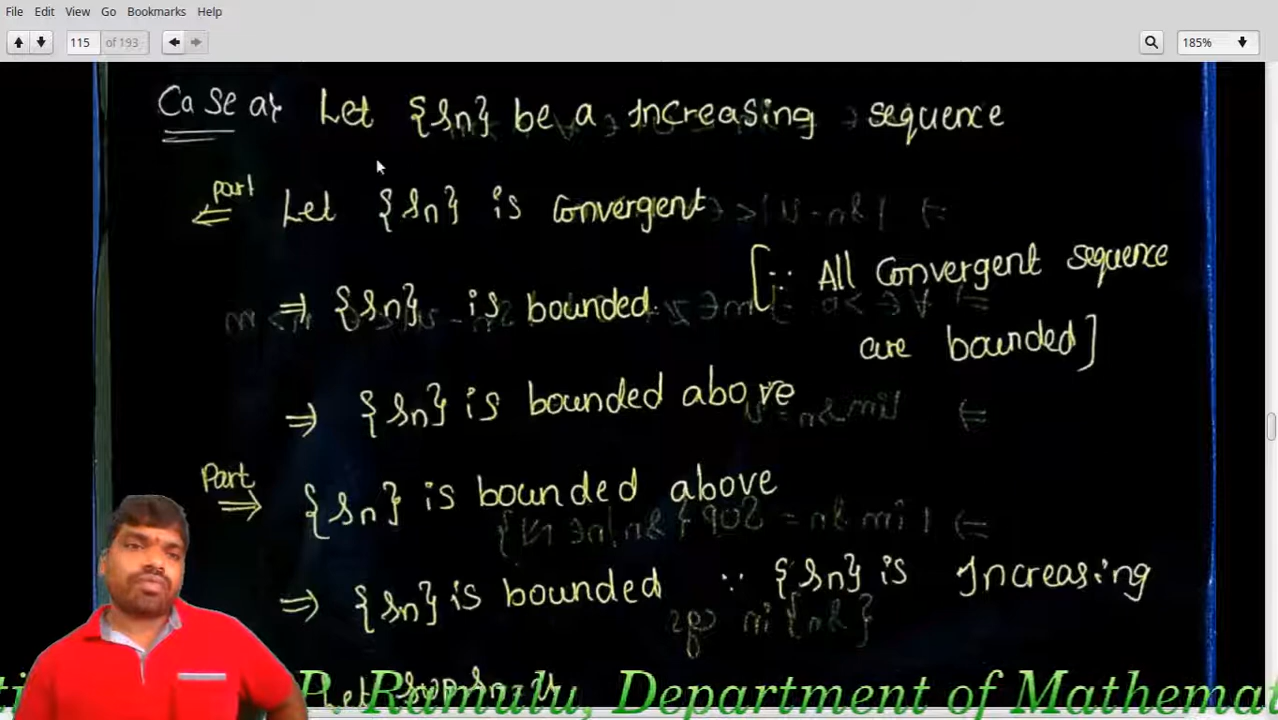 File Edit View Go Bookmarks Help
115 of 193 185%
Case a) Let {Sn} be a Increasing sequence
part
⇐ Let {Sn} is Convergent
⇒ {Sn} is bounded. [∵ All Convergent sequence
are bounded]
⇒ {Sn} is bounded above
Part
⇒ {Sn} is bounded above
⇒ {Sn} is bounded ∵ {Sn} is Increasing
Let
P. Ramulu, Department of Mathemat